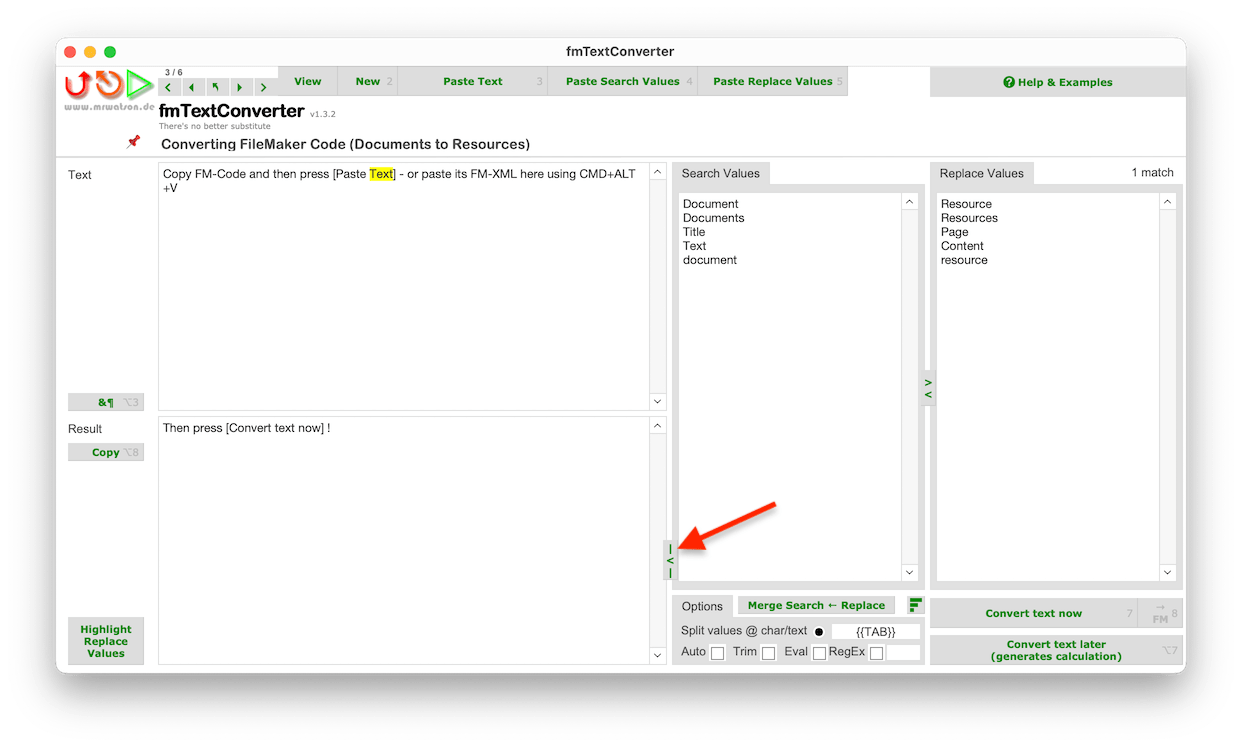 fmTextConverter
3 / 6
View
New 2
Paste Text 3
Paste Search Values 4
Paste Replace Values 5
Help & Examples
www.mrwatson.de
fmTextConverter v1.3.2
There's no better substitute
Converting FileMaker Code (Documents to Resources)
Text
Copy FM-Code and then press [Paste Text] - or paste its FM-XML here using CMD+ALT
+V
&¶ ⌥3
Result
Copy ⌥8
Then press [Convert text now] !
Highlight
Replace
Values
Search Values
Document
Documents
Title
Text
document
Replace Values
1 match
Resource
Resources
Page
Content
resource
>
<
|
<
|
Options
Merge Search ← Replace
Split values @ char/text {{TAB}}
Auto Trim Eval RegEx
Convert text now 7
→
FM 8
Convert text later
(generates calculation) ⌥7